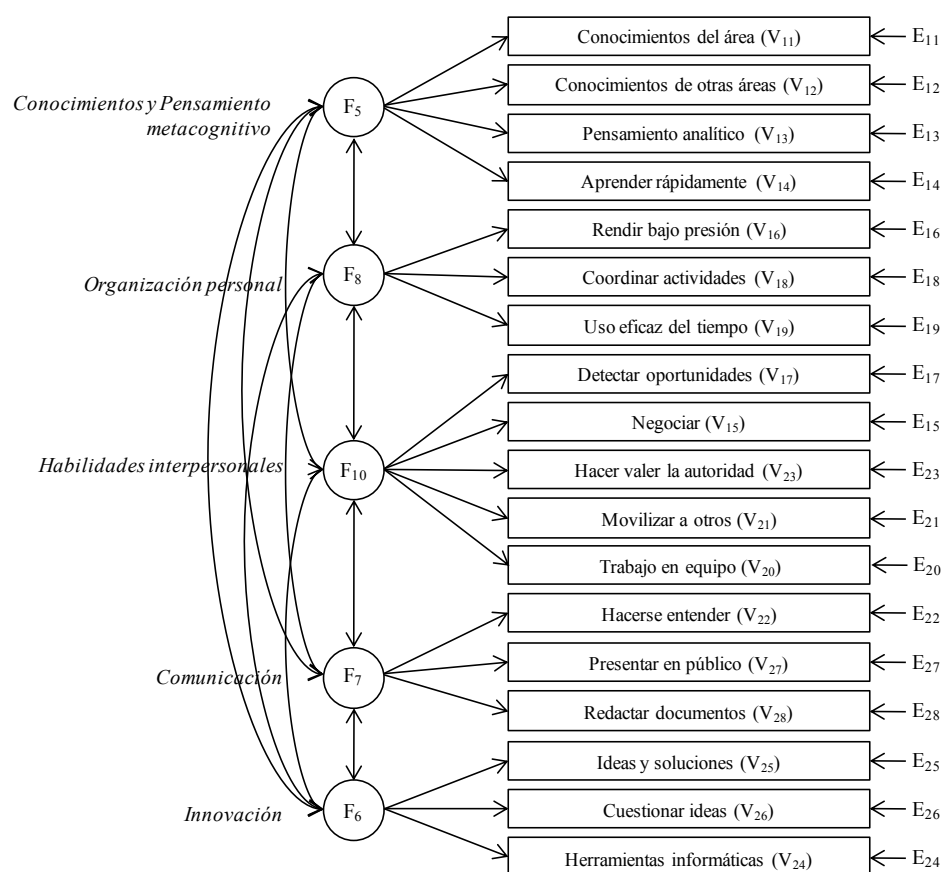 Conocimientos del área (V11)
E11
Conocimientos de otras áreas (V12)
E12
Conocimientos y Pensamiento
metacognitivo
F5
Pensamiento analítico (V13)
E13
Aprender rápidamente (V14)
E14
Rendir bajo presión (V16)
E16
Organización personal
F8
Coordinar actividades (V18)
E18
Uso eficaz del tiempo (V19)
E19
Detectar oportunidades (V17)
E17
Negociar (V15)
E15
Habilidades interpersonales
F10
Hacer valer la autoridad (V23)
E23
Movilizar a otros (V21)
E21
Trabajo en equipo (V20)
E20
Hacerse entender (V22)
E22
Comunicación
F7
Presentar en público (V27)
E27
Redactar documentos (V28)
E28
Ideas y soluciones (V25)
E25
Innovación
F6
Cuestionar ideas (V26)
E26
Herramientas informáticas (V24)
E24